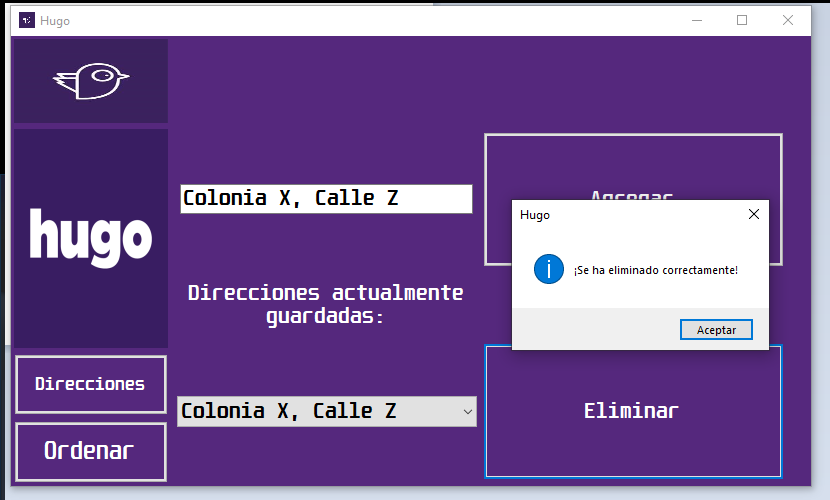 Hugo
hugo
Direcciones
Ordenar
Colonia X, Calle Z
Direcciones actualmente
guardadas:
Colonia X, Calle Z
Agregar
Eliminar
Hugo
¡Se ha eliminado correctamente!
Aceptar